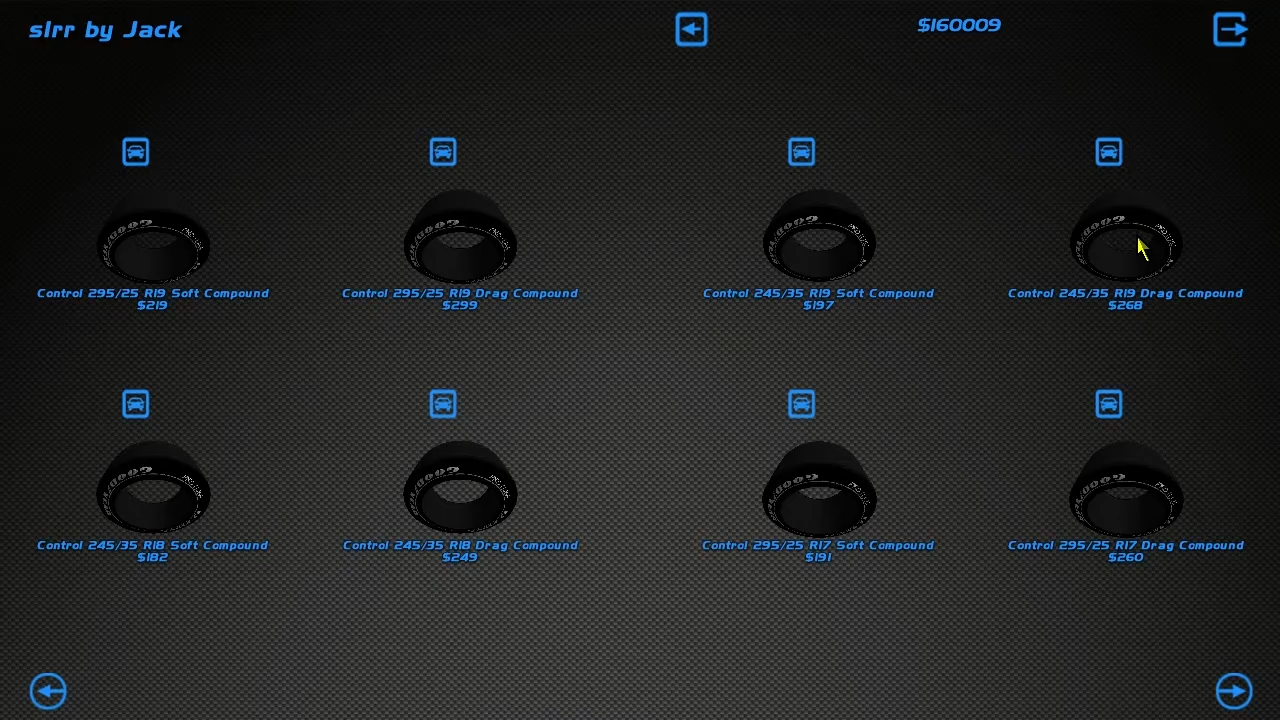 slrr by Jack
$160009
Control 295/25 R19 Soft Compound
$219
Control 295/25 R19 Drag Compound
$299
Control 245/35 R19 Soft Compound
$197
Control 245/35 R19 Drag Compound
$268
Control 245/35 R18 Soft Compound
$182
Control 245/35 R18 Drag Compound
$249
Control 295/25 R17 Soft Compound
$191
Control 295/25 R17 Drag Compound
$260